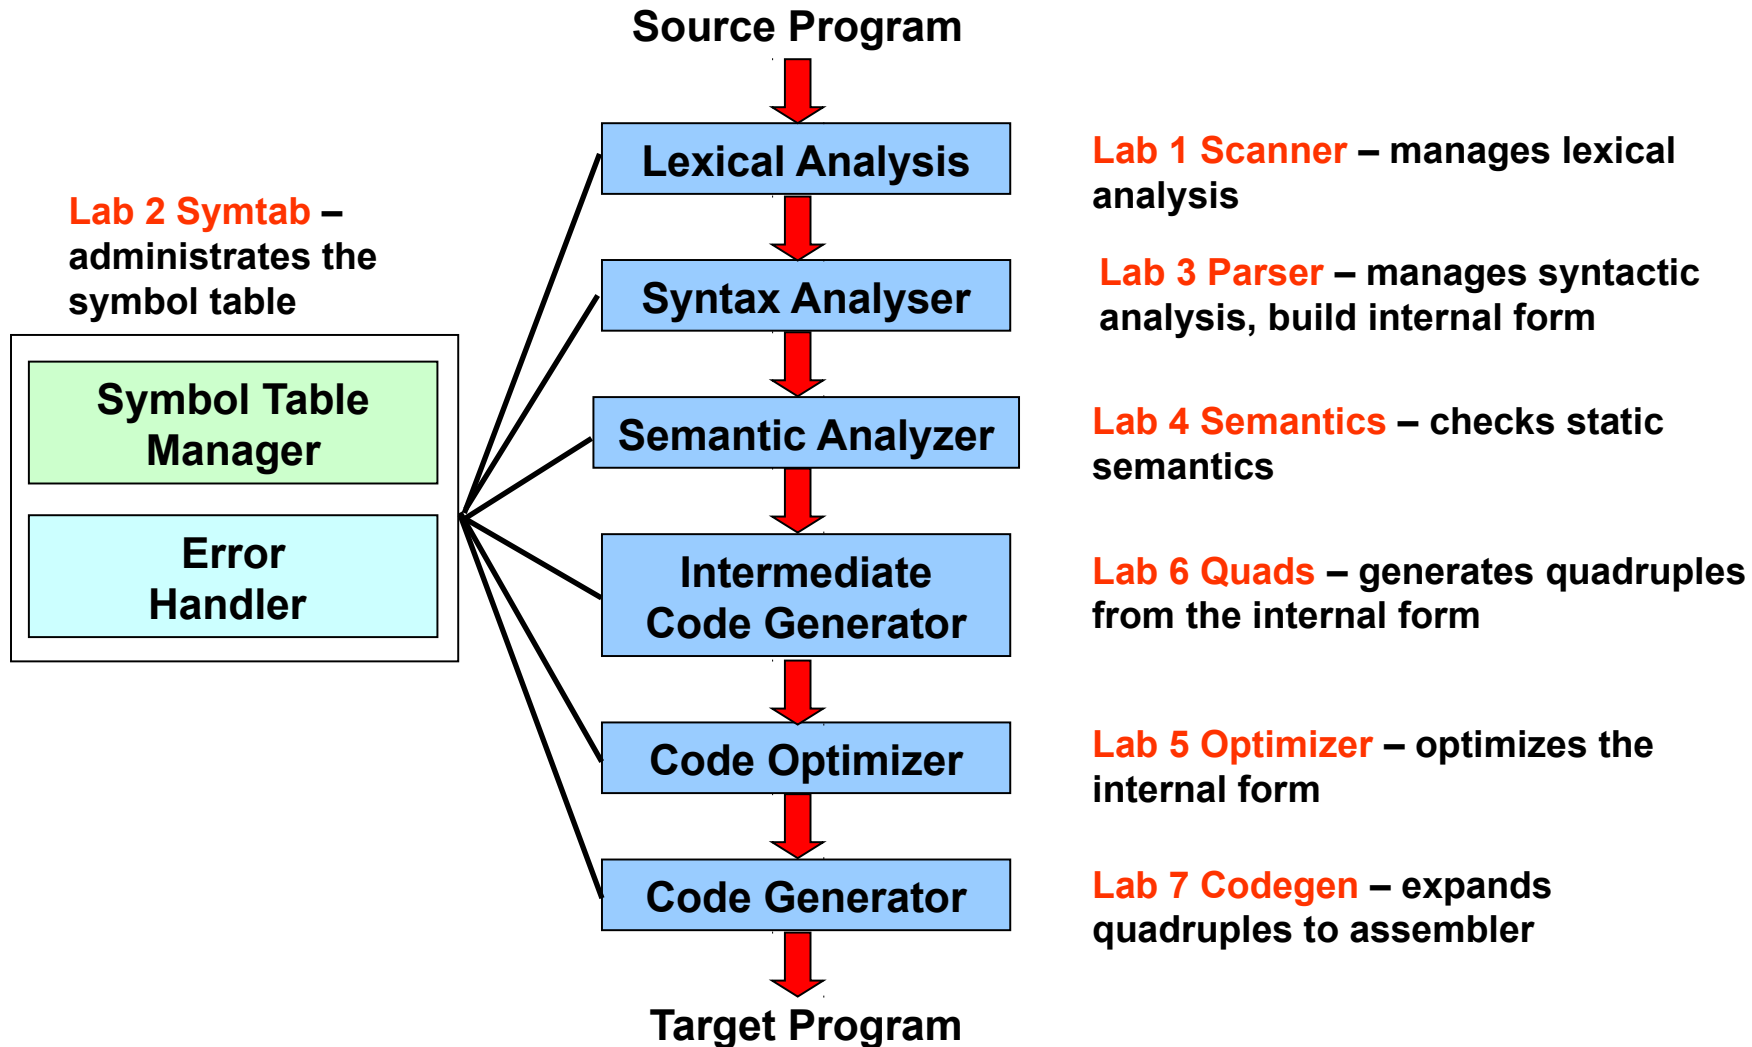 Source Program
Lexical Analysis
Lab 1 Scanner – manages lexical
analysis
Lab 2 Symtab –
administrates the
symbol table
Syntax Analyser
Lab 3 Parser – manages syntactic
analysis, build internal form
Symbol Table
Manager
Semantic Analyzer
Lab 4 Semantics – checks static
semantics
Error
Handler
Intermediate
Code Generator
Lab 6 Quads – generates quadruples
from the internal form
Code Optimizer
Lab 5 Optimizer – optimizes the
internal form
Code Generator
Lab 7 Codegen – expands
quadruples to assembler
Target Program